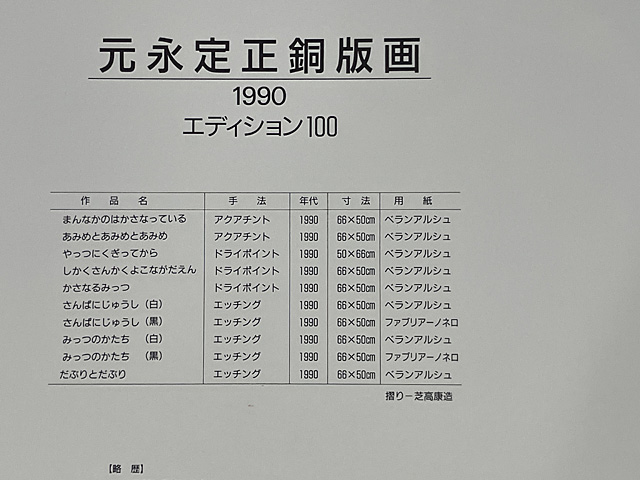 元永定正銅版画
1990
エディション100
作品名 手法 年代 寸法 用紙
まんなかのはかさなっている アクアチント 1990 66×50cm ベランアルシュ
あみめとあみめとあみめ アクアチント 1990 66×50cm ベランアルシュ
やっつにくぎってから ドライポイント 1990 50×66cm ベランアルシュ
しかくさんかくよこながだえん ドライポイント 1990 66×50cm ベランアルシュ
かさなるみっつ ドライポイント 1990 66×50cm ベランアルシュ
さんぱにじゅうし（白） エッチング 1990 66×50cm ベランアルシュ
さんぱにじゅうし（黒） エッチング 1990 66×50cm ファブリアーノネロ
みっつのかたち （白） エッチング 1990 66×50cm ベランアルシュ
みっつのかたち （黒） エッチング 1990 66×50cm ファブリアーノネロ
だぶりとだぶり エッチング 1990 66×50cm ベランアルシュ
摺り－芝高康造
【略 歴】